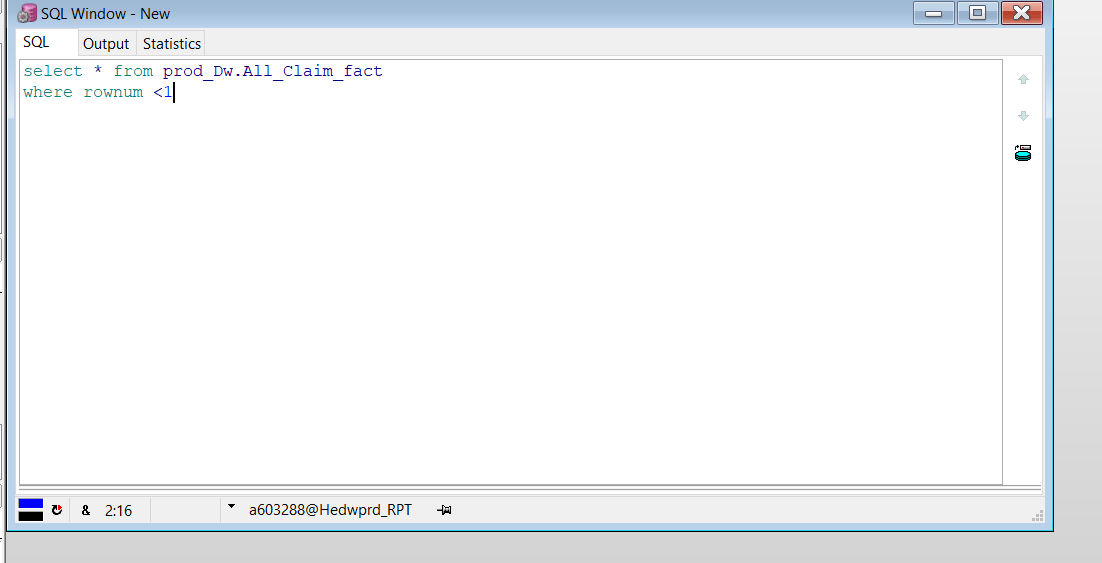 SQL Window - New
SQL Output Statistics
select * from prod_Dw.All_Claim_fact
where rownum <1
& 2:16 a603288@Hedwprd_RPT